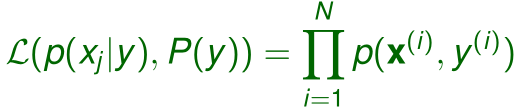 ℒ(p(x_j|y), P(y)) = ∏_{i=1}^{N} p(𝐱^{(i)}, y^{(i)})